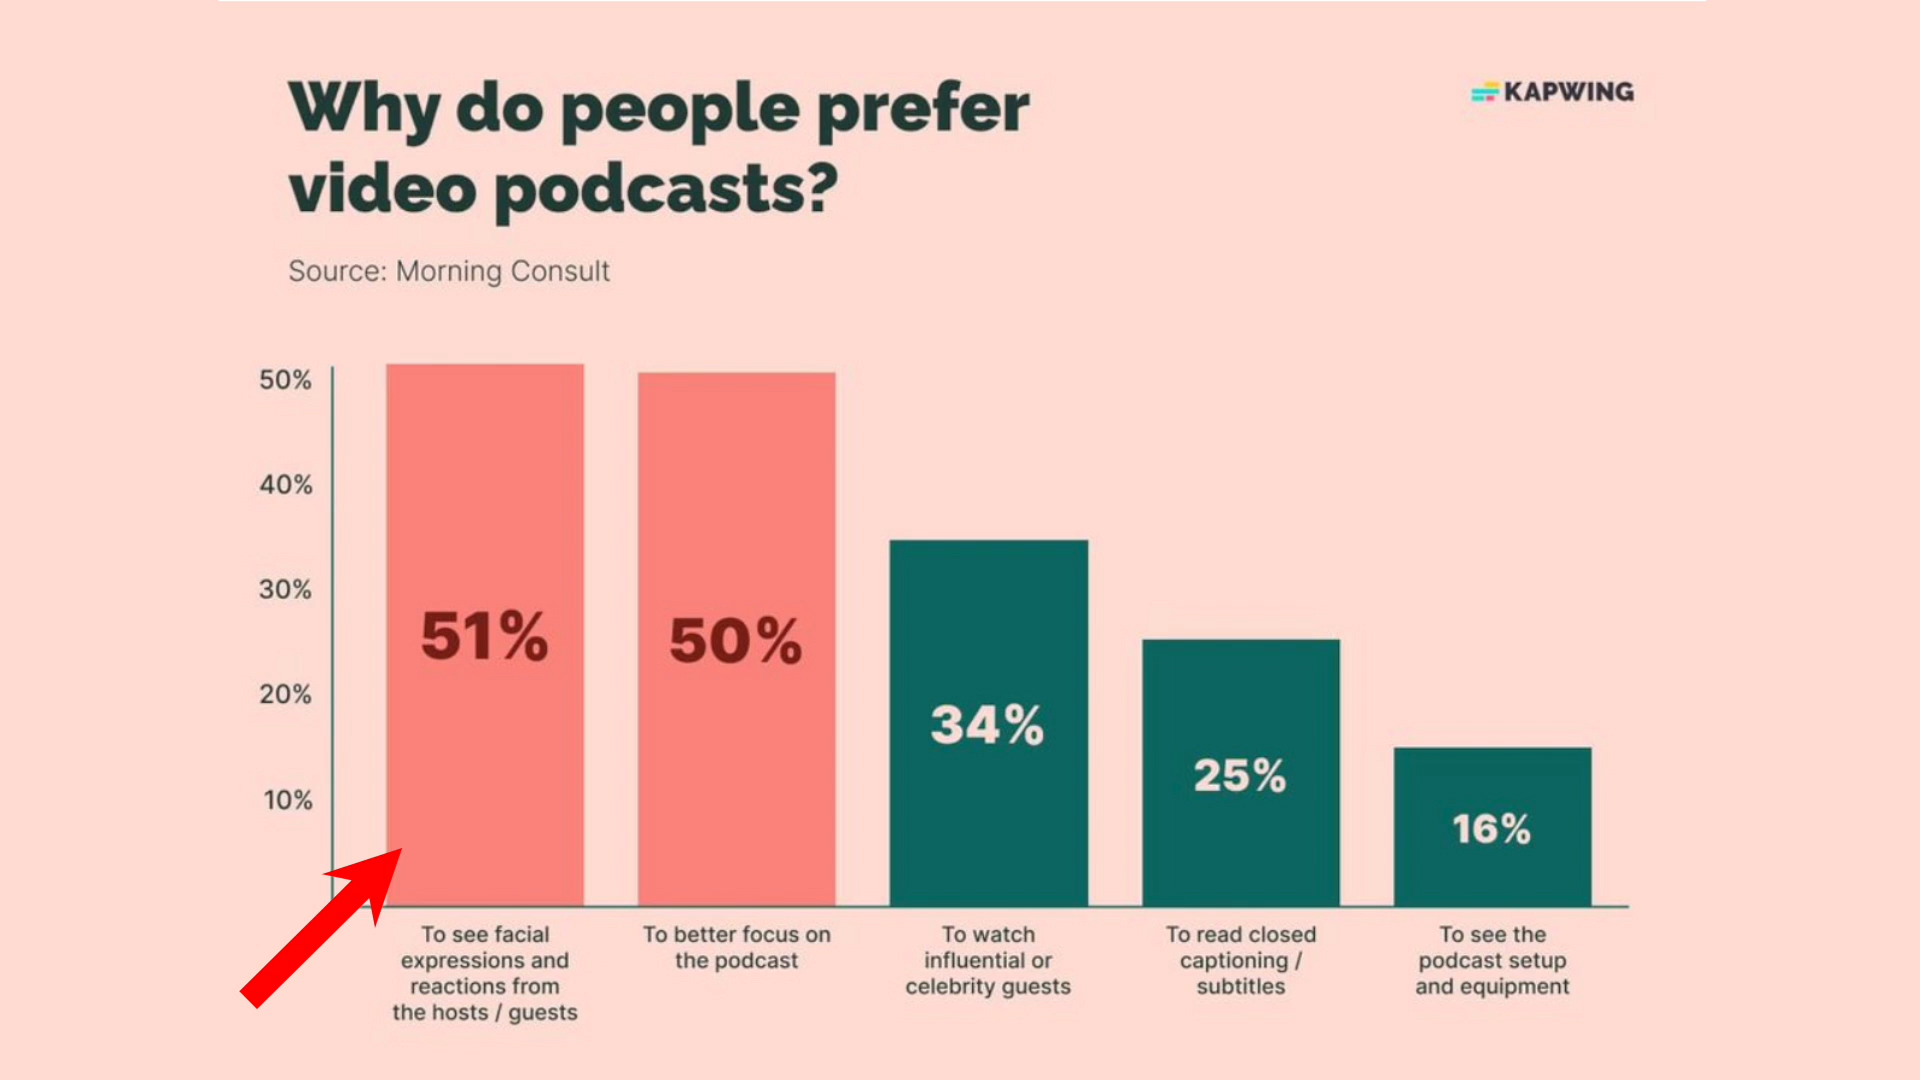 Why do people prefer
video podcasts?
KAPWING
Source: Morning Consult
50%
40%
30%
20%
10%
51%
50%
34%
25%
16%
To see facial
expressions and
reactions from
the hosts / guests
To better focus on
the podcast
To watch
influential or
celebrity guests
To read closed
captioning /
subtitles
To see the
podcast setup
and equipment